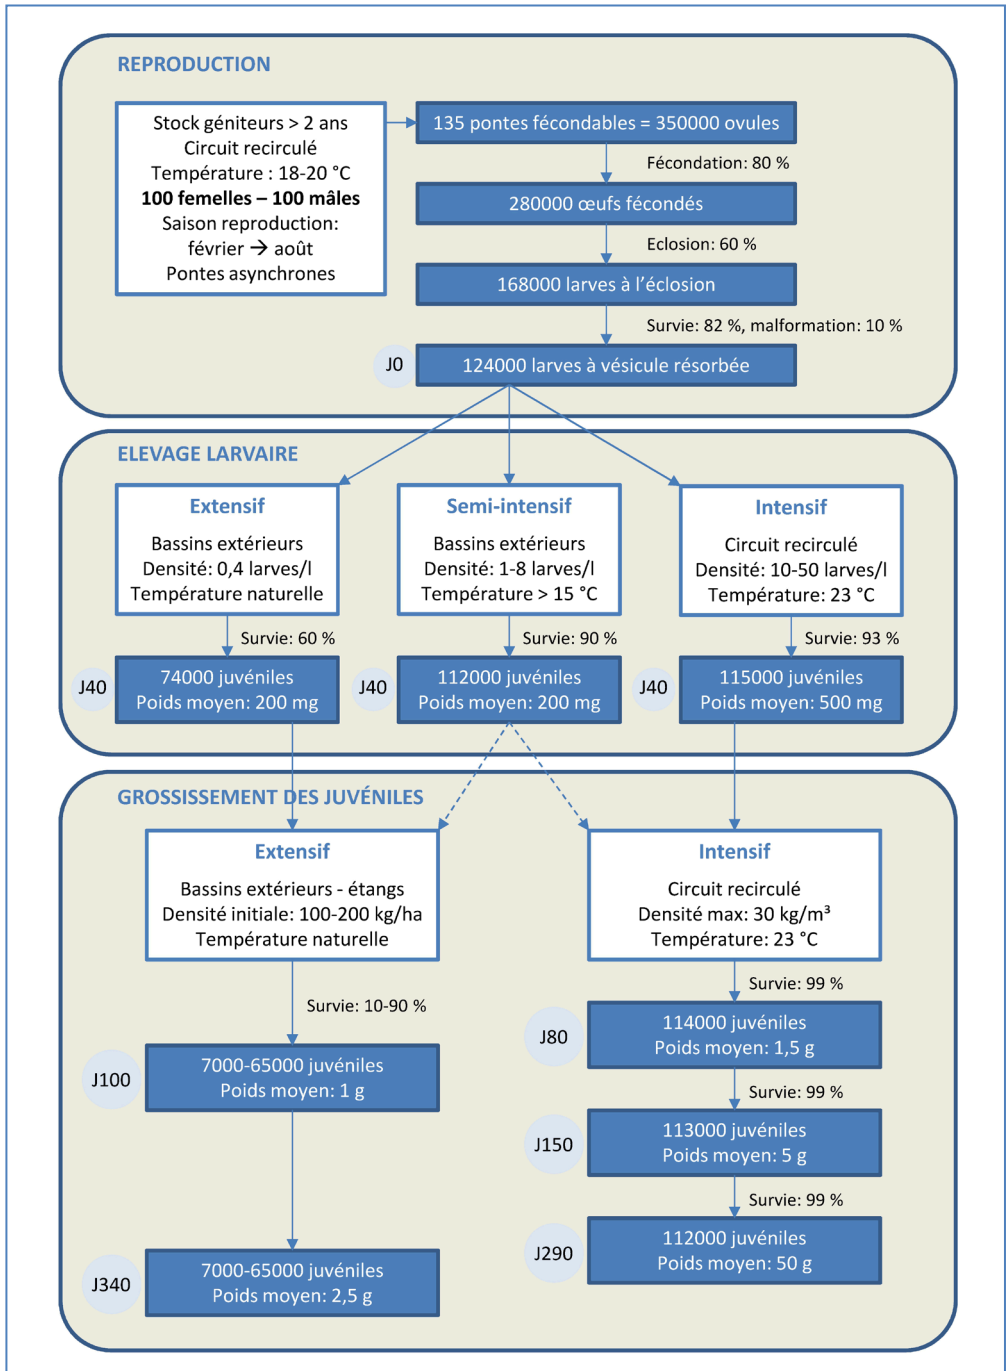 REPRODUCTION
Stock géniteurs > 2 ans
Circuit recirculé
Température : 18-20 °C
100 femelles – 100 mâles
Saison reproduction:
février → août
Pontes asynchrones
135 pontes fécondables = 350000 ovules
Fécondation: 80 %
280000 œufs fécondés
Eclosion: 60 %
168000 larves à l'éclosion
Survie: 82 %, malformation: 10 %
J0
124000 larves à vésicule résorbée
ELEVAGE LARVAIRE
Extensif
Bassins extérieurs
Densité: 0,4 larves/l
Température naturelle
Survie: 60 %
J40
74000 juvéniles
Poids moyen: 200 mg
Semi-intensif
Bassins extérieurs
Densité: 1-8 larves/l
Température > 15 °C
Survie: 90 %
J40
112000 juvéniles
Poids moyen: 200 mg
Intensif
Circuit recirculé
Densité: 10-50 larves/l
Température: 23 °C
Survie: 93 %
J40
115000 juvéniles
Poids moyen: 500 mg
GROSSISSEMENT DES JUVÉNILES
Extensif
Bassins extérieurs - étangs
Densité initiale: 100-200 kg/ha
Température naturelle
Survie: 10-90 %
J100
7000-65000 juvéniles
Poids moyen: 1 g
J340
7000-65000 juvéniles
Poids moyen: 2,5 g
Intensif
Circuit recirculé
Densité max: 30 kg/m³
Température: 23 °C
Survie: 99 %
J80
114000 juvéniles
Poids moyen: 1,5 g
Survie: 99 %
J150
113000 juvéniles
Poids moyen: 5 g
Survie: 99 %
J290
112000 juvéniles
Poids moyen: 50 g